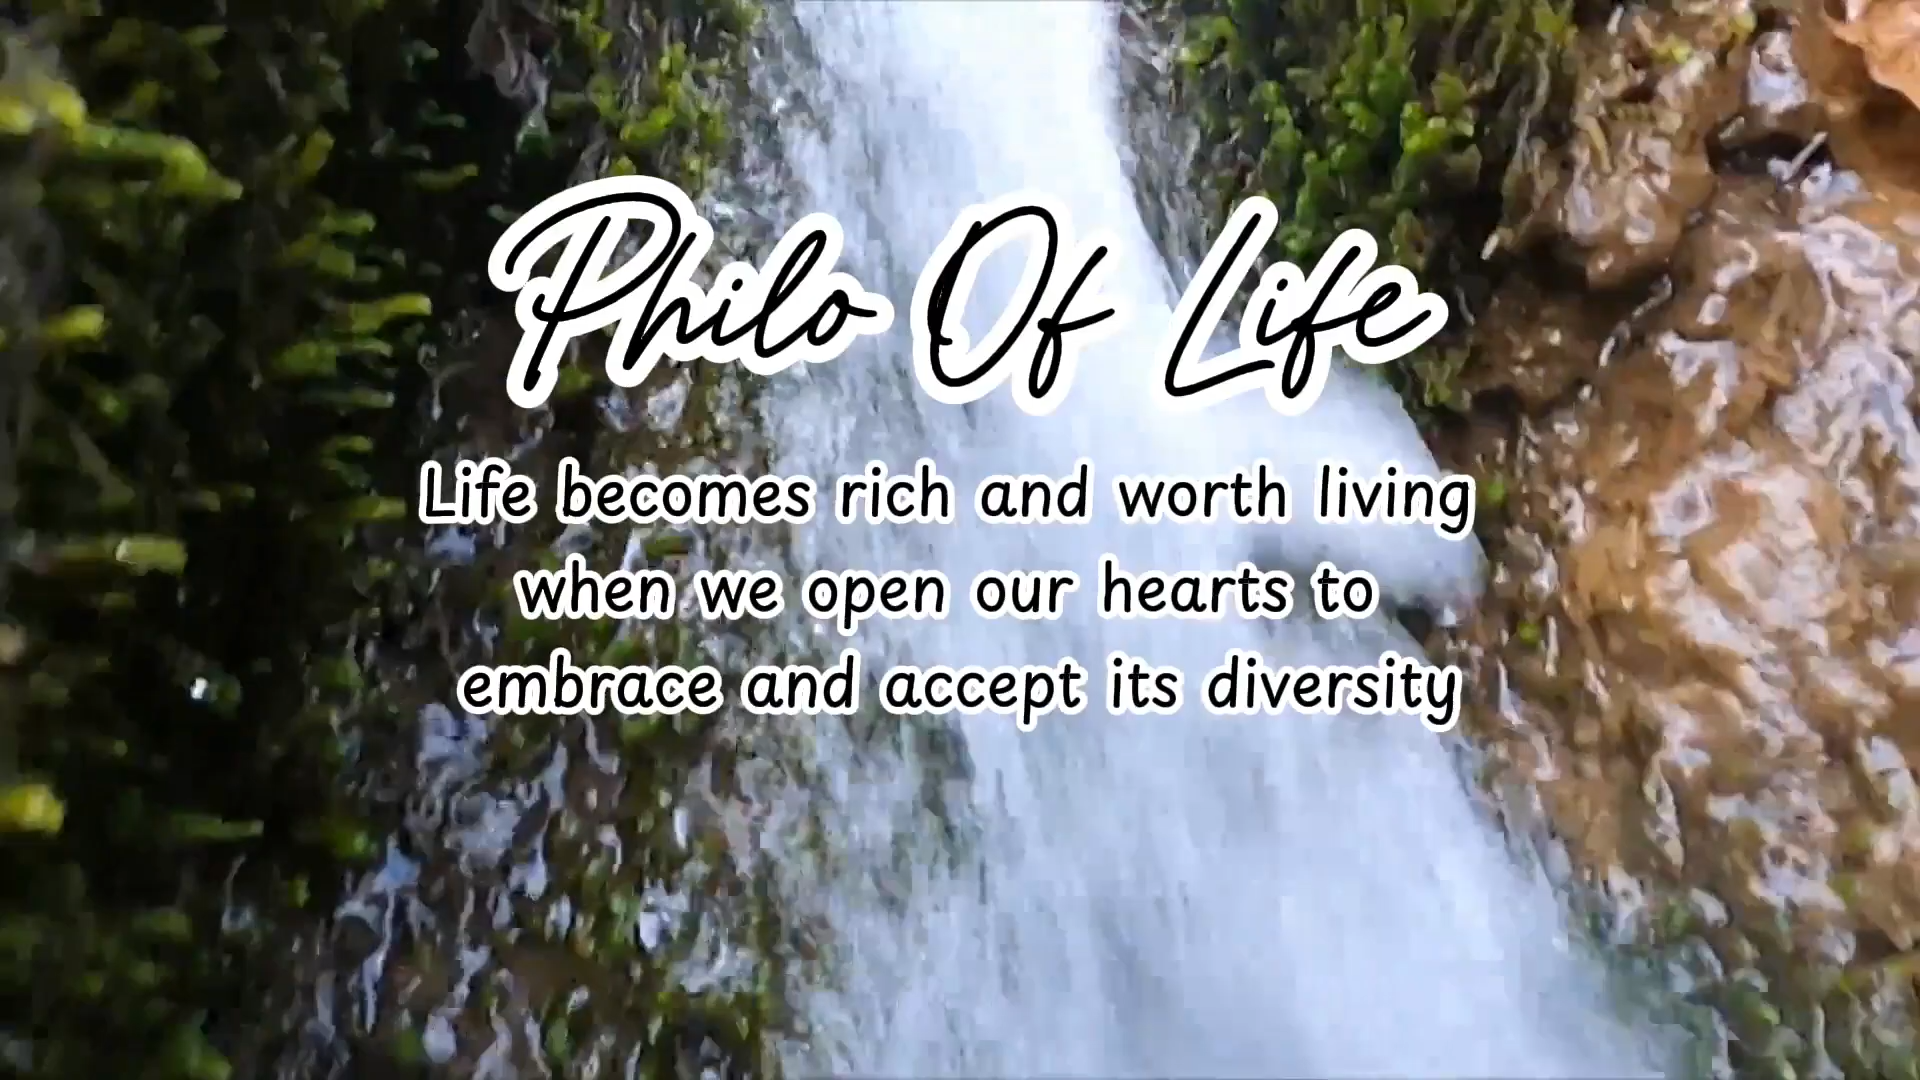 Philo Of Life
Life becomes rich and worth living
when we open our hearts to
embrace and accept its diversity